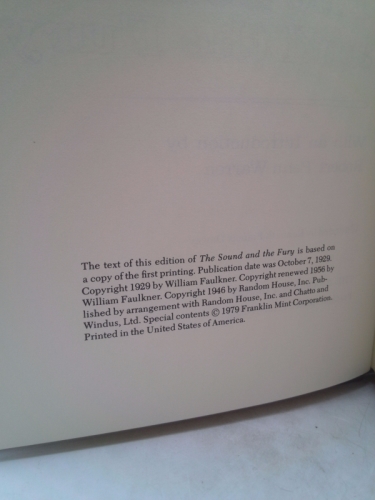 The text of this edition of The Sound and the Fury is based on
a copy of the first printing. Publication date was October 7, 1929.
Copyright 1929 by William Faulkner. Copyright renewed 1956 by
William Faulkner. Copyright 1946 by Random House, Inc. Pub-
lished by arrangement with Random House, Inc. and Chatto and
Windus, Ltd. Special contents © 1979 Franklin Mint Corporation.
Printed in the United States of America.